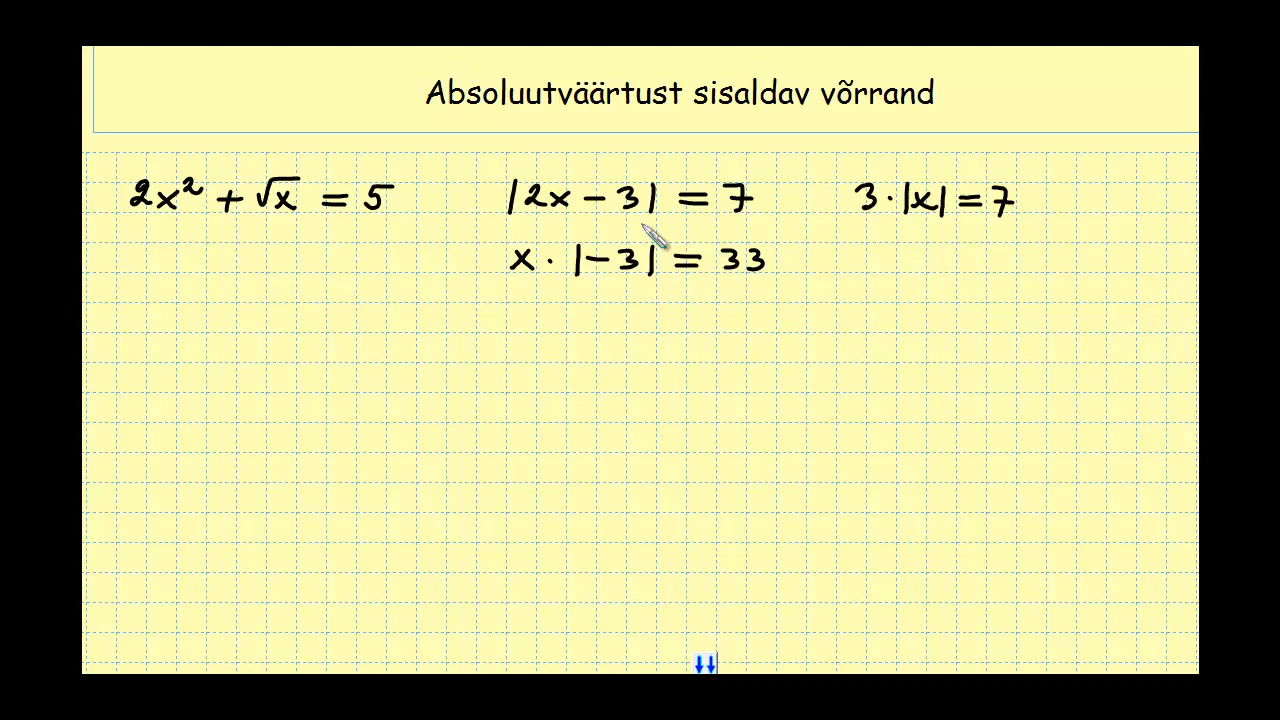 Absoluutväärtust sisaldav võrrand
2x² + √x = 5
|2x − 3| = 7
3 · |x| = 7
x · |−3| = 33